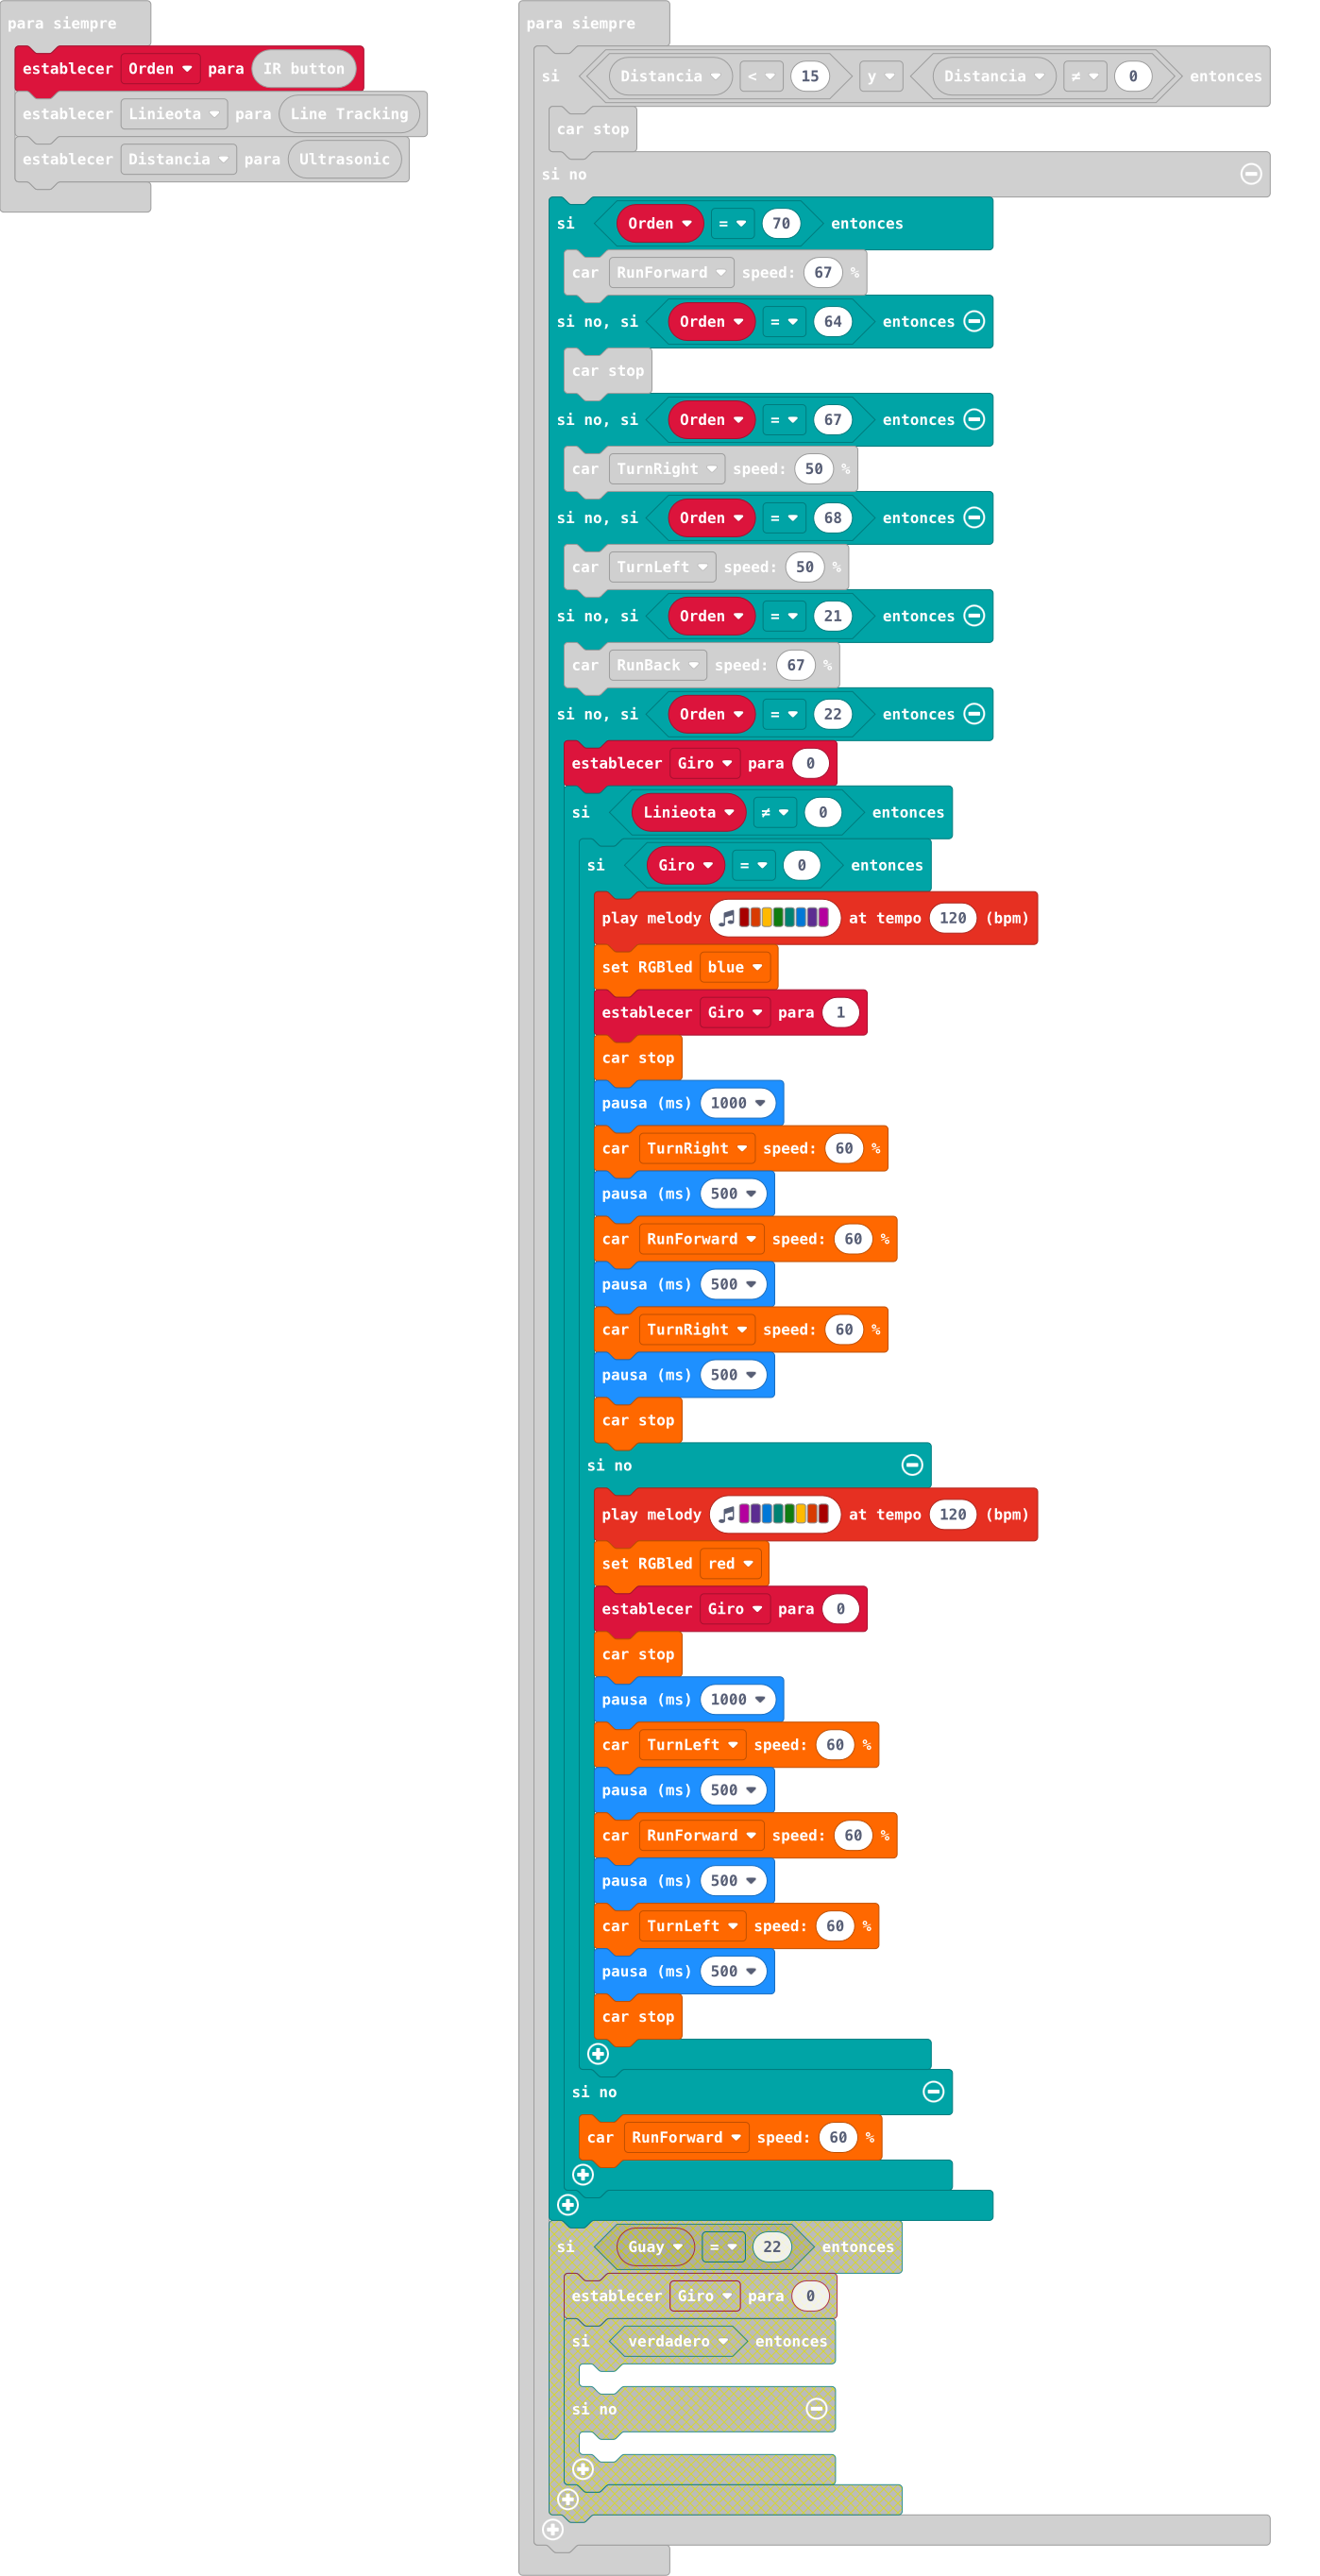 para siempre
establecer Orden para IR button
establecer Linieota para Line Tracking
establecer Distancia para Ultrasonic
para siempre
si Distancia < 15 y Distancia ≠ 0 entonces
car stop
si no
si Orden = 70 entonces
car RunForward speed: 67 %
si no, si Orden = 64 entonces
car stop
si no, si Orden = 67 entonces
car TurnRight speed: 50 %
si no, si Orden = 68 entonces
car TurnLeft speed: 50 %
si no, si Orden = 21 entonces
car RunBack speed: 67 %
si no, si Orden = 22 entonces
establecer Giro para 0
si Linieota ≠ 0 entonces
si Giro = 0 entonces
play melody at tempo 120 (bpm)
set RGBled blue
establecer Giro para 1
car stop
pausa (ms) 1000
car TurnRight speed: 60 %
pausa (ms) 500
car RunForward speed: 60 %
pausa (ms) 500
car TurnRight speed: 60 %
pausa (ms) 500
car stop
si no
play melody at tempo 120 (bpm)
set RGBled red
establecer Giro para 0
car stop
pausa (ms) 1000
car TurnLeft speed: 60 %
pausa (ms) 500
car RunForward speed: 60 %
pausa (ms) 500
car TurnLeft speed: 60 %
pausa (ms) 500
car stop
si no
car RunForward speed: 60 %
si Guay = 22 entonces
establecer Giro para 0
si verdadero entonces
si no